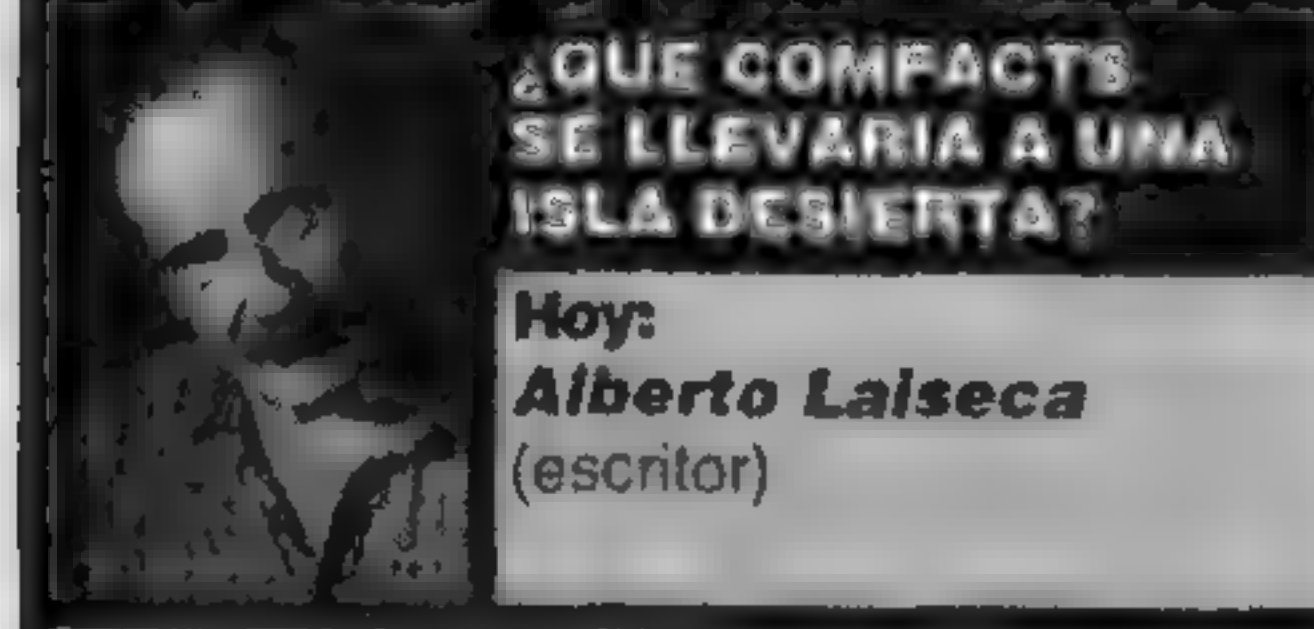 ¿QUE COMPACTS
SE LLEVARIA A UNA
ISLA DESIERTA?
Hoy:
Alberto Laiseca
(escritor)